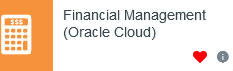 $$$
Financial Management
(Oracle Cloud)
i